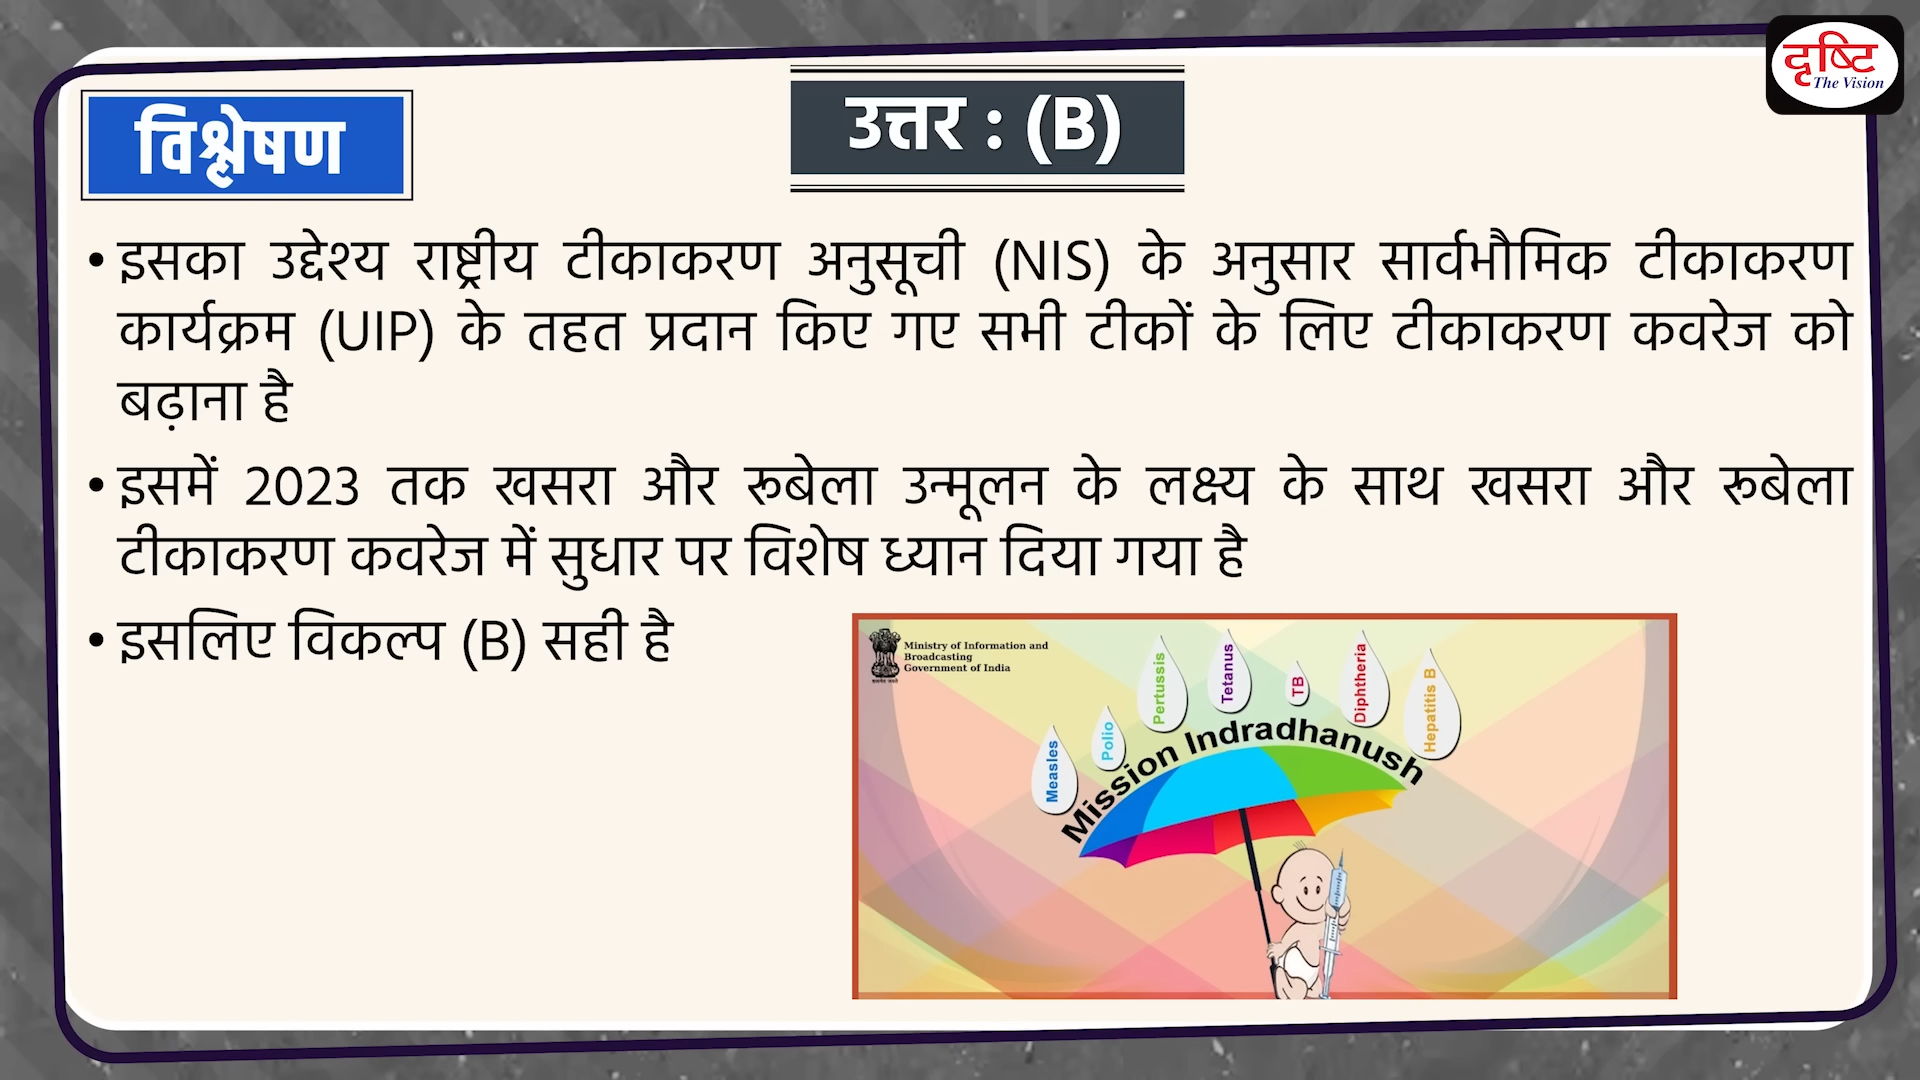 दृष्टि
The Vision
विश्लेषण
उत्तर : (B)
• इसका उद्देश्य राष्ट्रीय टीकाकरण अनुसूची (NIS) के अनुसार सार्वभौमिक टीकाकरण
कार्यक्रम (UIP) के तहत प्रदान किए गए सभी टीकों के लिए टीकाकरण कवरेज को
बढ़ाना है
• इसमें 2023 तक खसरा और रूबेला उन्मूलन के लक्ष्य के साथ खसरा और रूबेला
टीकाकरण कवरेज में सुधार पर विशेष ध्यान दिया गया है
• इसलिए विकल्प (B) सही है
Ministry of Information and
Broadcasting
Government of India
Measles
Polio
Pertussis
Tetanus
TB
Diphtheria
Hepatitis B
Mission Indradhanush